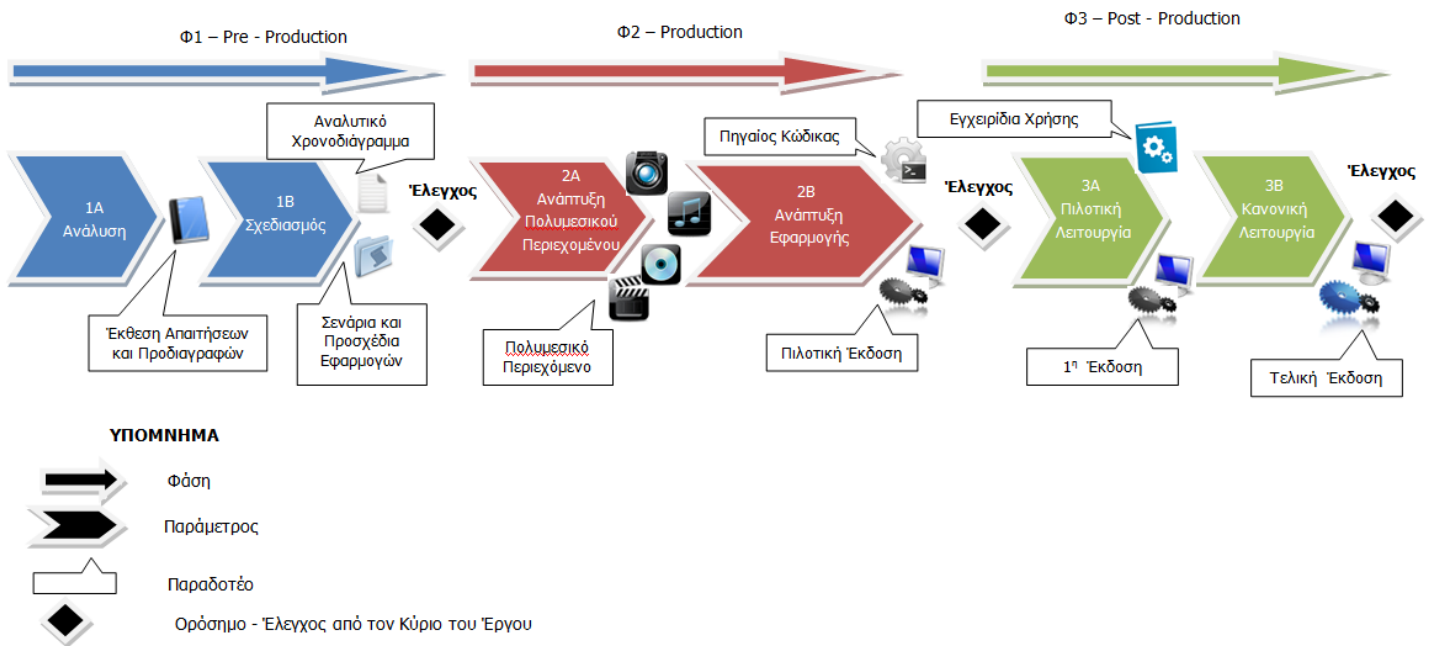 Φ1 – Pre - Production
Φ2 – Production
Φ3 – Post - Production
Αναλυτικό
Χρονοδιάγραμμα
Πηγαίος Κώδικας
Εγχειρίδια Χρήσης
1Α
Ανάλυση
1Β
Σχεδιασμός
Έλεγχος
2Α
Ανάπτυξη
Πολυμεσικού
Περιεχομένου
2Β
Ανάπτυξη
Εφαρμογής
Έλεγχος
3Α
Πιλοτική
Λειτουργία
3Β
Κανονική
Λειτουργία
Έλεγχος
Έκθεση Απαιτήσεων
και Προδιαγραφών
Σενάρια και
Προσχέδια
Εφαρμογών
Πολυμεσικό
Περιεχόμενο
Πιλοτική Έκδοση
1η Έκδοση
Τελική Έκδοση
ΥΠΟΜΝΗΜΑ
Φάση
Παράμετρος
Παραδοτέο
Ορόσημο - Έλεγχος από τον Κύριο του Έργου